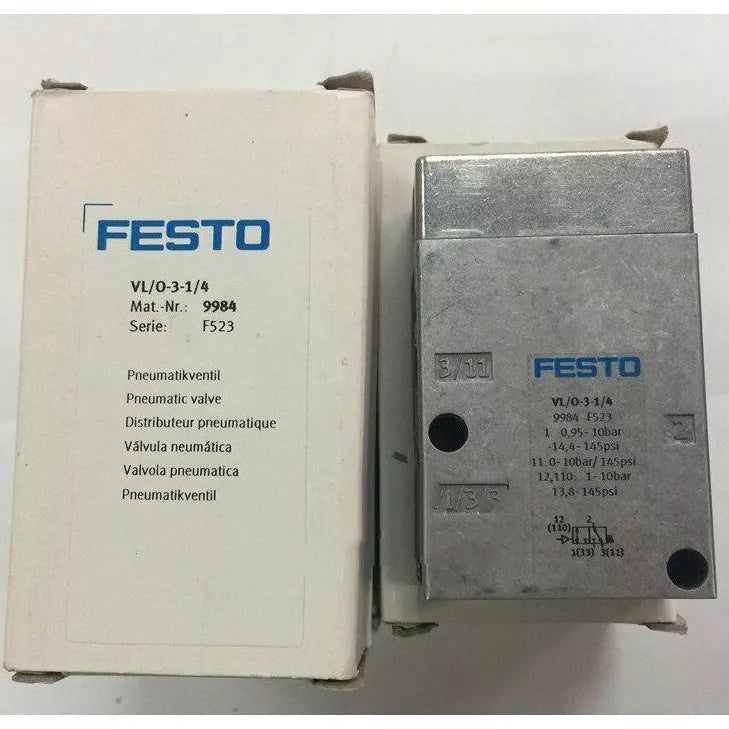 FESTO
VL/O-3-1/4
Mat.-Nr.: 9984
Serie: F523
Pneumatikventil
Pneumatic valve
Distributeur pneumatique
Válvula neumática
Valvola pneumatica
Pneumatikventil
3/11
2
/1/3/3
FESTO
VL/O-3-1/4
9984 F523
1: 0,95-10bar
-14,4-145psi
11:0-10bar/145psi
12,110: 1-10bar
13,8-145psi
12 2
(110)
1(33) 3(11)